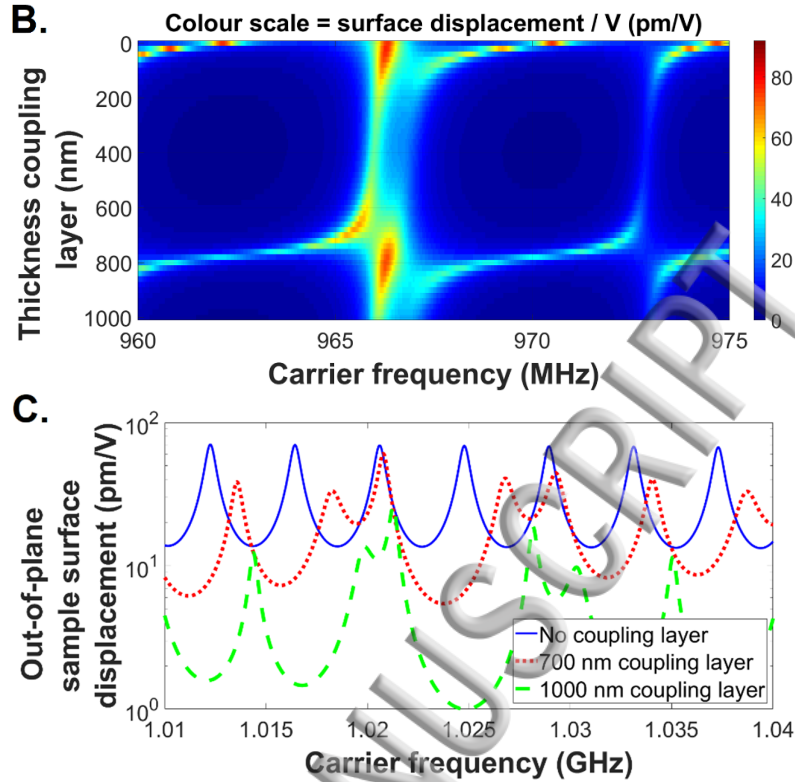 B.
Colour scale = surface displacement / V (pm/V)
Thickness coupling
layer (nm)
0
200
400
600
800
1000
960
965
970
975
80
60
40
20
0
Carrier frequency (MHz)
C.
Out-of-plane
sample surface
displacement (pm/V)
10^2
10^1
10^0
No coupling layer
700 nm coupling layer
1000 nm coupling layer
1.01
1.015
1.02
1.025
1.03
1.035
1.04
Carrier frequency (GHz)
NUSCRIPT